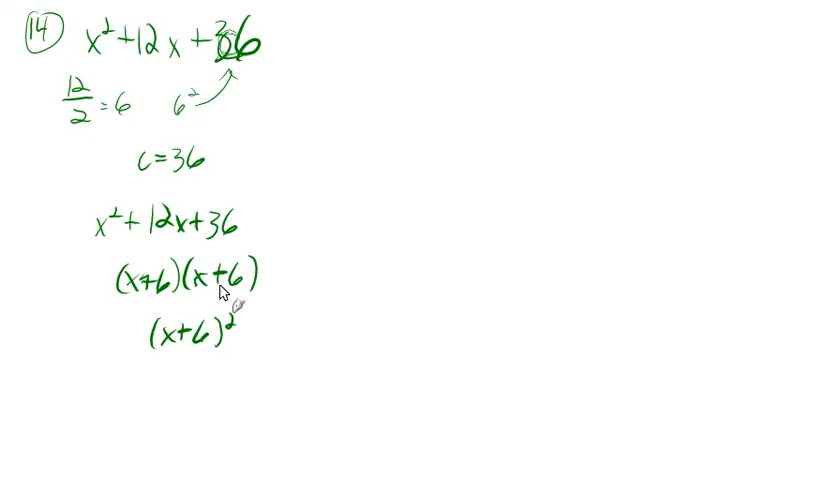 14 x² + 12x + 36
12/2 = 6 6²
c = 36
x² + 12x + 36
(x+6)(x+6)
(x+6)²